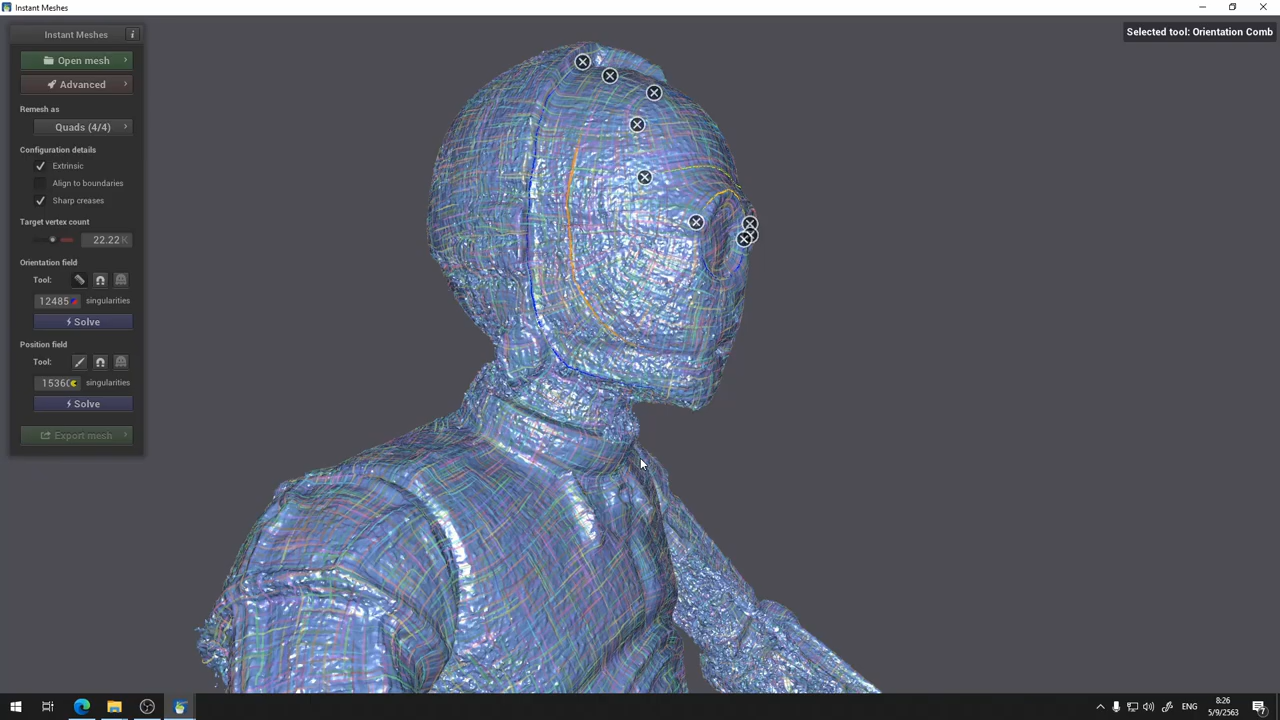 Instant Meshes
Selected tool: Orientation Comb
Instant Meshes
Open mesh
Advanced
Remesh as
Quads (4/4)
Configuration details
Extrinsic
Align to boundaries
Sharp creases
Target vertex count
22.22 K
Orientation field
Tool:
12485 singularities
Solve
Position field
Tool:
1536 singularities
Solve
Export mesh
ENG
8:26
5/9/2563